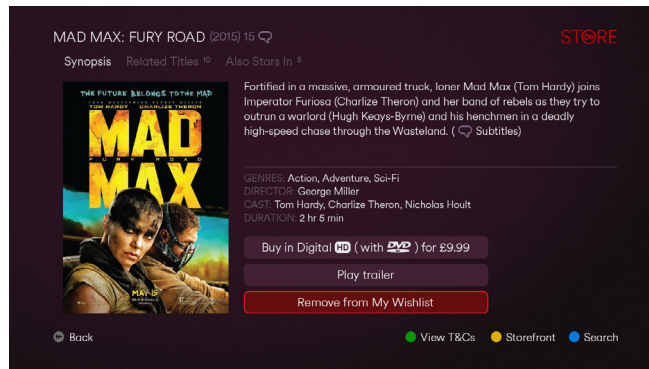 MAD MAX: FURY ROAD (2015) 15
STORE
Synopsis Related Titles 10 Also Stars In 5
THE FUTURE BELONGS TO THE MAD
TOM HARDY CHARLIZE THERON
MAD
FURY ROAD
MAX
MAY 15
Fortified in a massive, armoured truck, loner Mad Max (Tom Hardy) joins
Imperator Furiosa (Charlize Theron) and her band of rebels as they try to
outrun a warlord (Hugh Keays-Byrne) and his henchmen in a deadly
high-speed chase through the Wasteland. ( Subtitles)
GENRES: Action, Adventure, Sci-Fi
DIRECTOR: George Miller
CAST: Tom Hardy, Charlize Theron, Nicholas Hoult
DURATION: 2 hr 5 min
Buy in Digital HD ( with DVD ) for £9.99
Play trailer
Remove from My Wishlist
Back
View T&Cs Storefront Search